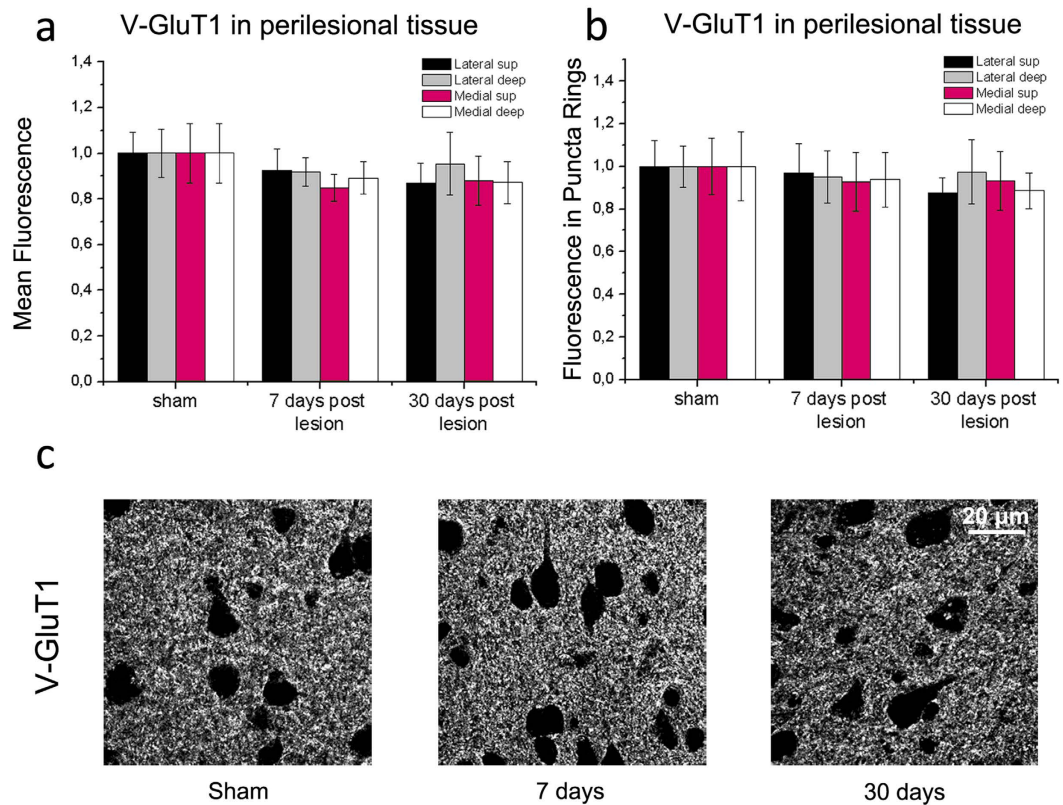 a
V-GluT1 in perilesional tissue
Mean Fluorescence
1,4
1,2
1,0
0,8
0,6
0,4
0,2
0,0
Lateral sup
Lateral deep
Medial sup
Medial deep
sham
7 days post
lesion
30 days post
lesion
b
V-GluT1 in perilesional tissue
Fluorescence in Puncta Rings
1,4
1,2
1,0
0,8
0,6
0,4
0,2
0,0
Lateral sup
Lateral deep
Medial sup
Medial deep
sham
7 days post
lesion
30 days post
lesion
c
V-GluT1
20 µm
Sham
7 days
30 days